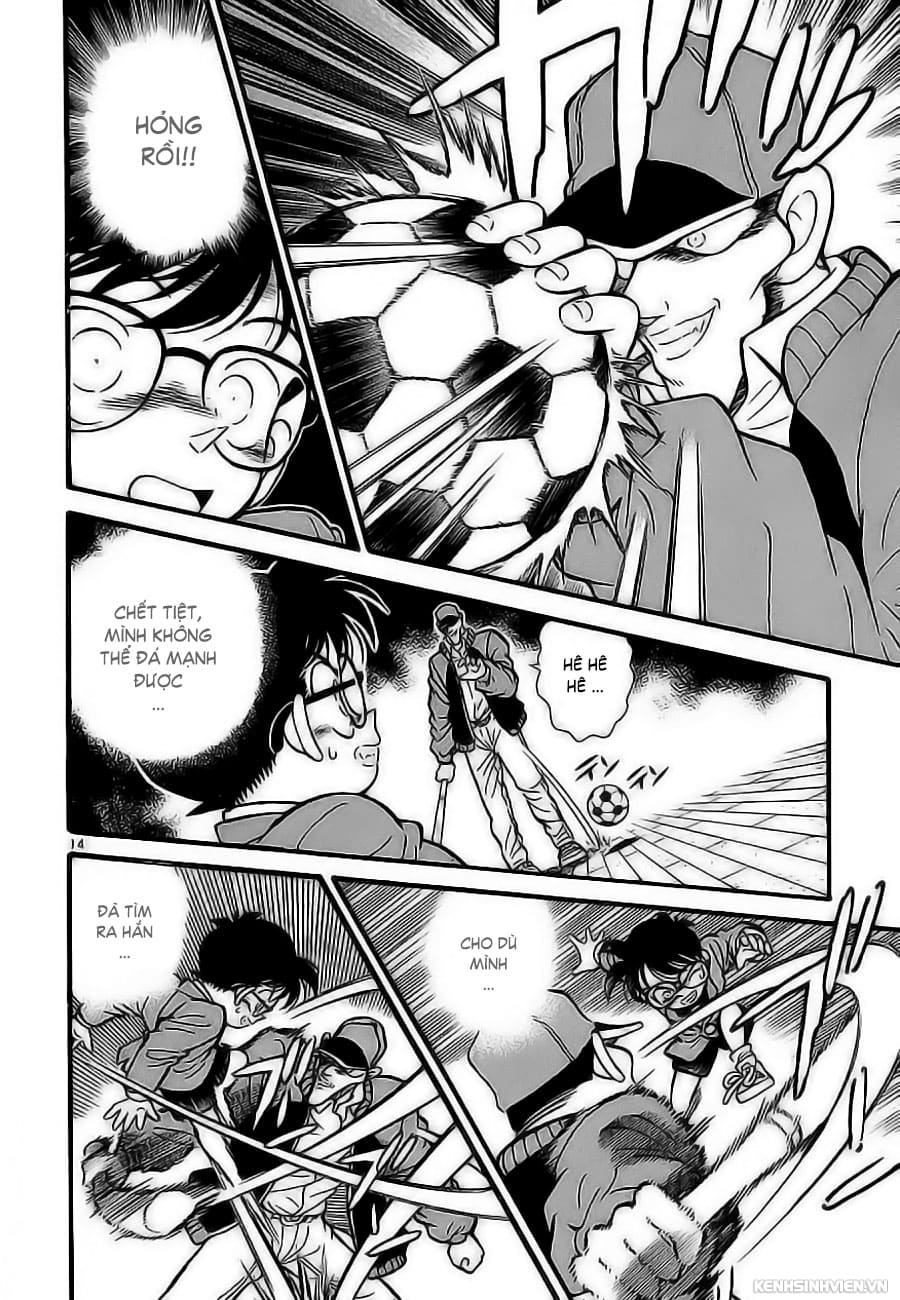 HỎNG
RỒI!!
HÊ HÊ
HÊ ...
CHẾT TIỆT,
MÌNH KHÔNG
THỂ ĐÁ MẠNH
ĐƯỢC
...
14
CHO DÙ
MÌNH
...
ĐÃ TÌM
RA HẮN
...
KENHSINHVIEN.VN